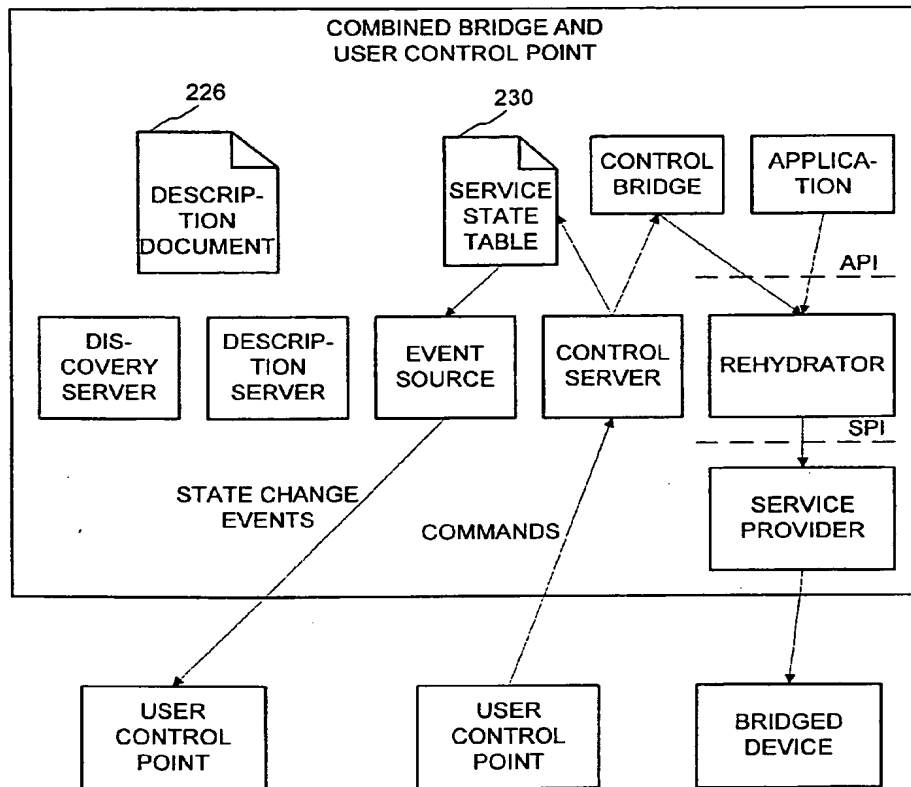 COMBINED BRIDGE AND
USER CONTROL POINT
226
230
DESCRIP-
TION
DOCUMENT
SERVICE
STATE
TABLE
CONTROL
BRIDGE
APPLICA-
TION
API
DIS-
COVERY
SERVER
DESCRIP-
TION
SERVER
EVENT
SOURCE
CONTROL
SERVER
REHYDRATOR
SPI
STATE CHANGE
EVENTS
COMMANDS
SERVICE
PROVIDER
USER
CONTROL
POINT
USER
CONTROL
POINT
BRIDGED
DEVICE